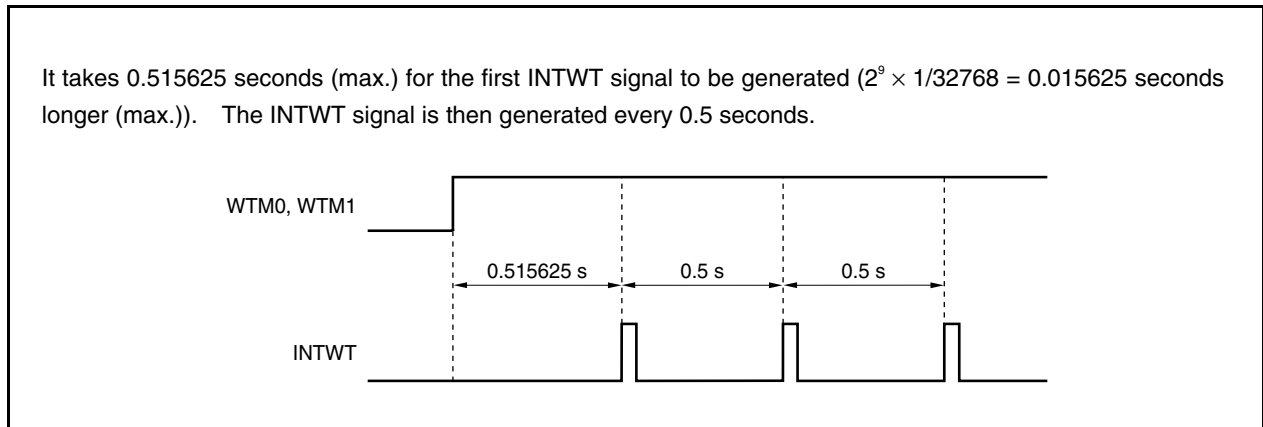 It takes 0.515625 seconds (max.) for the first INTWT signal to be generated (2⁹ × 1/32768 = 0.015625 seconds
longer (max.)). The INTWT signal is then generated every 0.5 seconds.
WTM0, WTM1
0.515625 s 0.5 s 0.5 s
INTWT